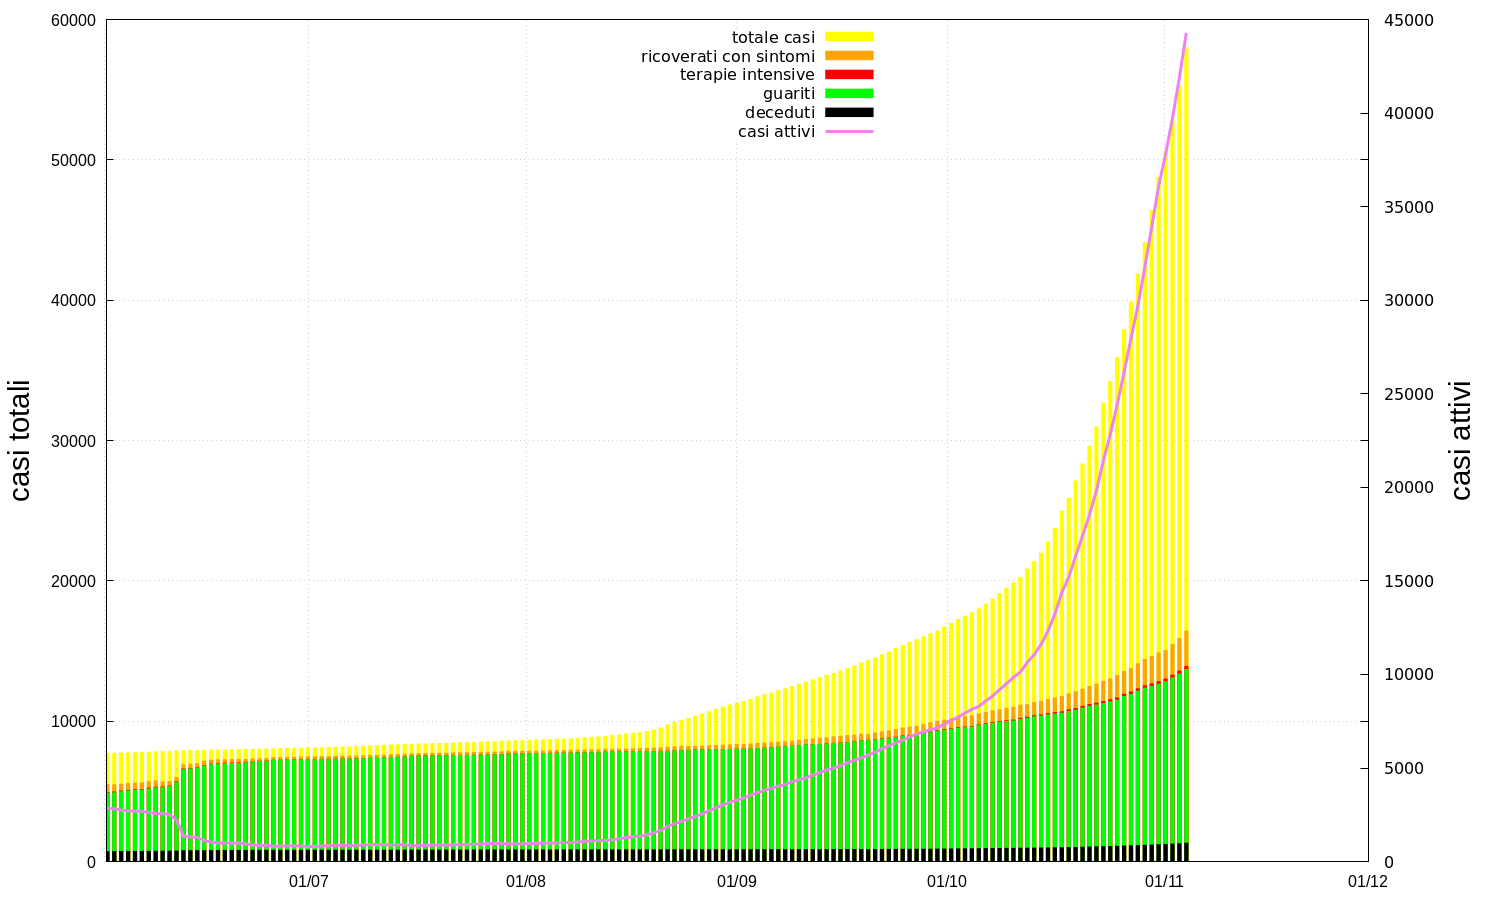 60000
50000
40000
30000
20000
10000
0
casi totali
totale casi
ricoverati con sintomi
terapie intensive
guariti
deceduti
casi attivi
45000
40000
35000
30000
25000
20000
15000
10000
5000
0
casi attivi
01/07
01/08
01/09
01/10
01/11
01/12